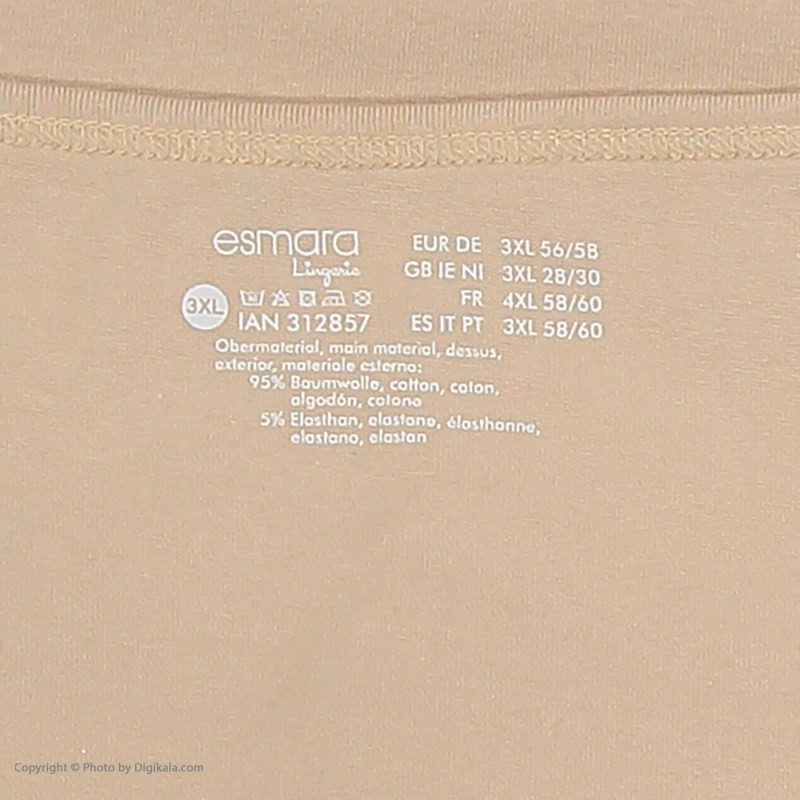 esmara
Lingerie
3XL
IAN 312857
EUR DE 3XL 56/58
GB IE NI 3XL 28/30
FR 4XL 58/60
ES IT PT 3XL 58/60
Obermaterial, main material, dessus,
exterior, materiale esterno:
95% Baumwolle, cotton, coton,
algodón, cotone
5% Elasthan, elastane, élasthanne,
elastano, elastan
Copyright © Photo by Digikala.com